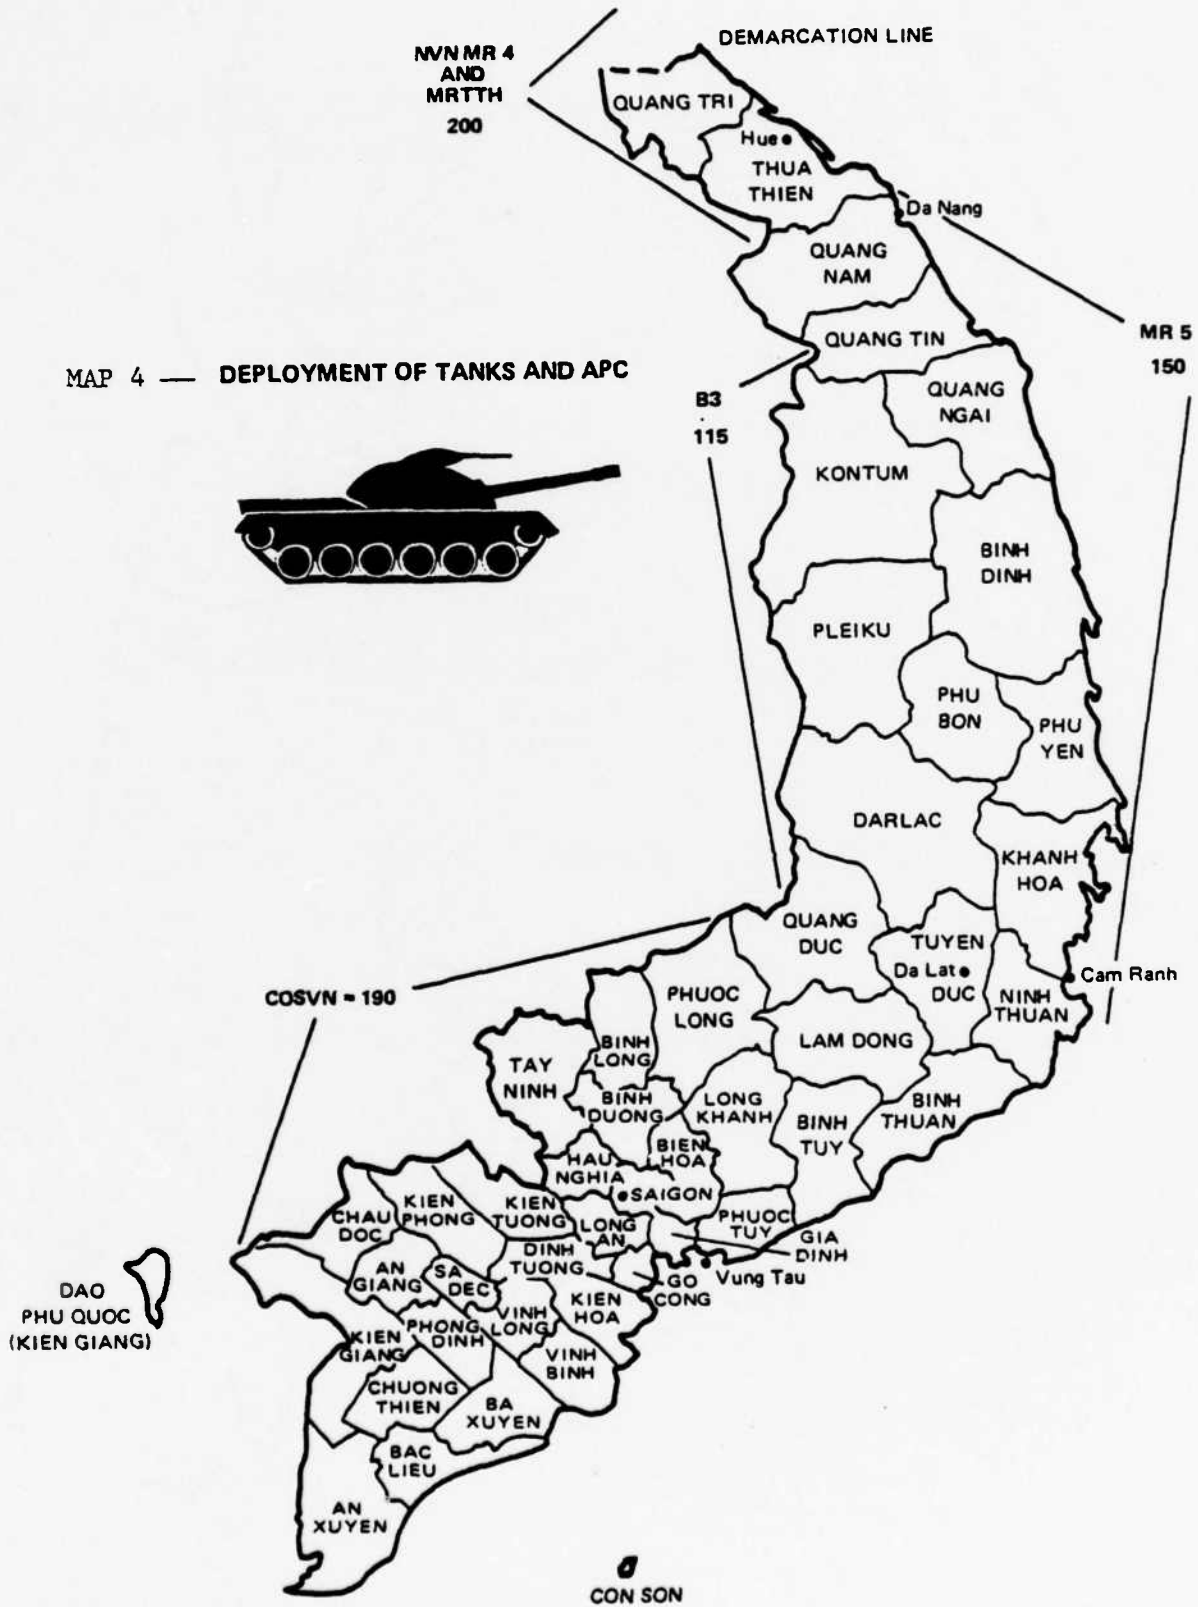 DEMARCATION LINE
NVN MR 4
AND
MRTTH
200
QUANG TRI
Hue
THUA
THIEN
Da Nang
QUANG
NAM
QUANG TIN
MR 5
150
MAP 4 — DEPLOYMENT OF TANKS AND APC
B3
115
QUANG
NGAI
KONTUM
BINH
DINH
PLEIKU
PHU
BON
PHU
YEN
DARLAC
KHANH
HOA
QUANG
DUC
TUYEN
Da Lat
DUC
Cam Ranh
NINH
THUAN
COSVN = 190
PHUOC
LONG
LAM DONG
BINH
LONG
TAY
NINH
BINH
DUONG
LONG
KHANH
BINH
TUY
BINH
THUAN
BIEN
HOA
HAU
NGHIA
SAIGON
PHUOC
TUY
GIA
DINH
Vung Tau
LONG
AN
KIEN
TUONG
KIEN
PHONG
CHAU
DOC
DINH
TUONG
GO
CONG
AN
GIANG
SA
DEC
KIEN
HOA
VINH
LONG
PHONG
DINH
VINH
BINH
KIEN
GIANG
DAO
PHU QUOC
(KIEN GIANG)
CHUONG
THIEN
BA
XUYEN
BAC
LIEU
AN
XUYEN
CON SON